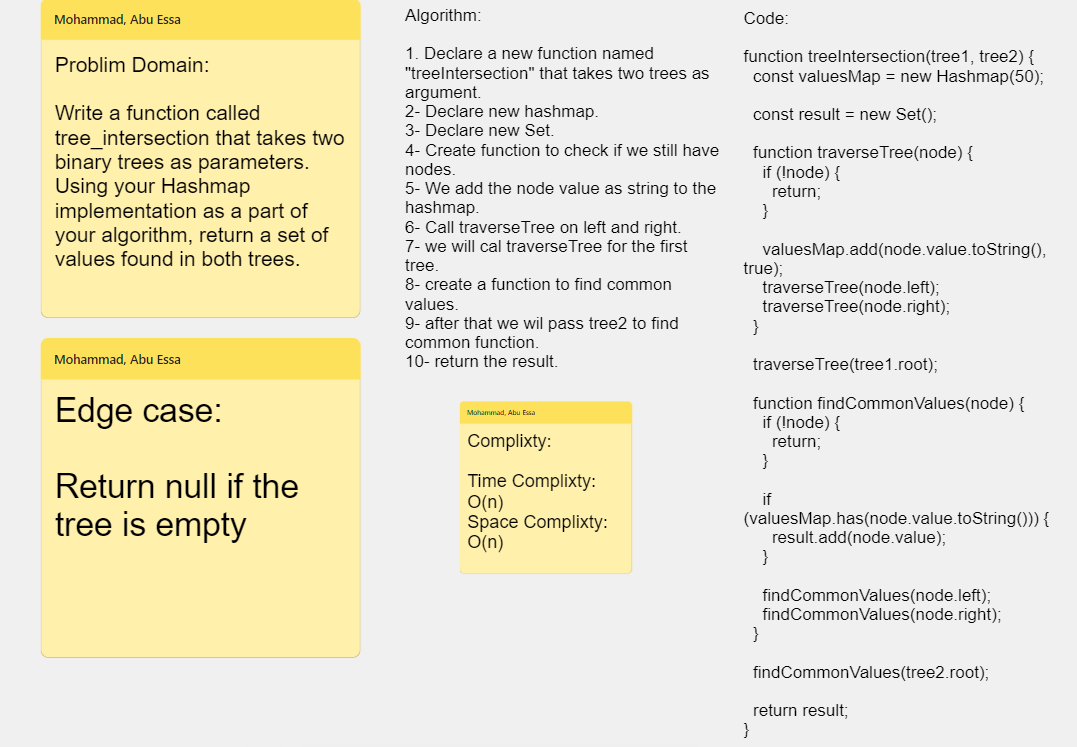 Mohammad, Abu Essa
Problim Domain:
Write a function called
tree_intersection that takes two
binary trees as parameters.
Using your Hashmap
implementation as a part of
your algorithm, return a set of
values found in both trees.
Mohammad, Abu Essa
Edge case:
Return null if the
tree is empty
Algorithm:
1. Declare a new function named
"treeIntersection" that takes two trees as
argument.
2- Declare new hashmap.
3- Declare new Set.
4- Create function to check if we still have
nodes.
5- We add the node value as string to the
hashmap.
6- Call traverseTree on left and right.
7- we will cal traverseTree for the first
tree.
8- create a function to find common
values.
9- after that we wil pass tree2 to find
common function.
10- return the result.
Mohammad, Abu Essa
Complixty:
Time Complixty:
O(n)
Space Complixty:
O(n)
Code:
function treeIntersection(tree1, tree2) {
const valuesMap = new Hashmap(50);
const result = new Set();
function traverseTree(node) {
if (!node) {
return;
}
valuesMap.add(node.value.toString(),
true);
traverseTree(node.left);
traverseTree(node.right);
}
traverseTree(tree1.root);
function findCommonValues(node) {
if (!node) {
return;
}
if
(valuesMap.has(node.value.toString())) {
result.add(node.value);
}
findCommonValues(node.left);
findCommonValues(node.right);
}
findCommonValues(tree2.root);
return result;
}